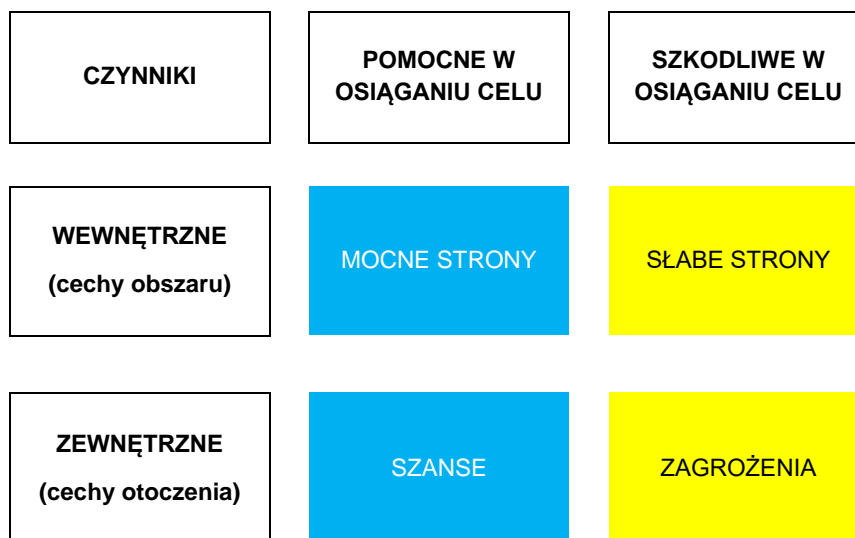 CZYNNIKI
POMOCNE W
OSIĄGANIU CELU
SZKODLIWE W
OSIĄGANIU CELU
WEWNĘTRZNE
(cechy obszaru)
MOCNE STRONY
SŁABE STRONY
ZEWNĘTRZNE
(cechy otoczenia)
SZANSE
ZAGROŻENIA